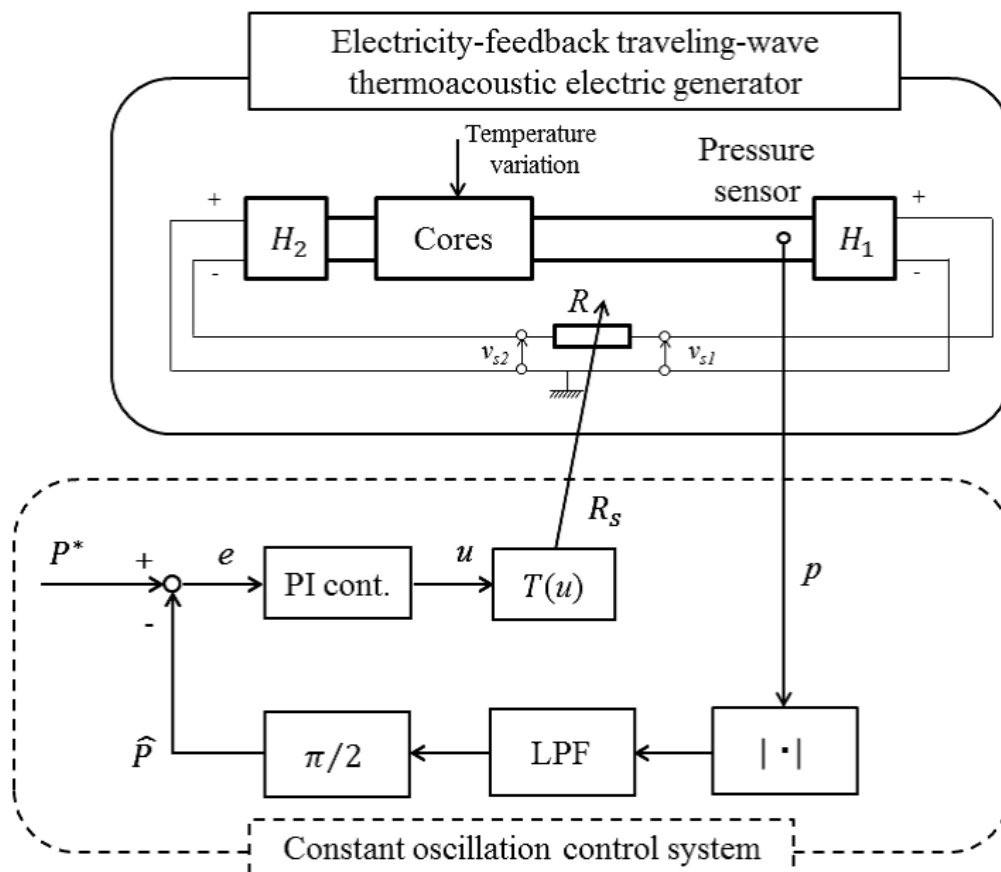 Electricity-feedback traveling-wave
thermoacoustic electric generator
Temperature
variation
Pressure
sensor
+
+
H₂
Cores
H₁
-
-
R
vₛ₂
vₛ₁
Rₛ
P*
+
e
u
PI cont.
T(u)
p
-
P̂
π/2
LPF
|·|
Constant oscillation control system